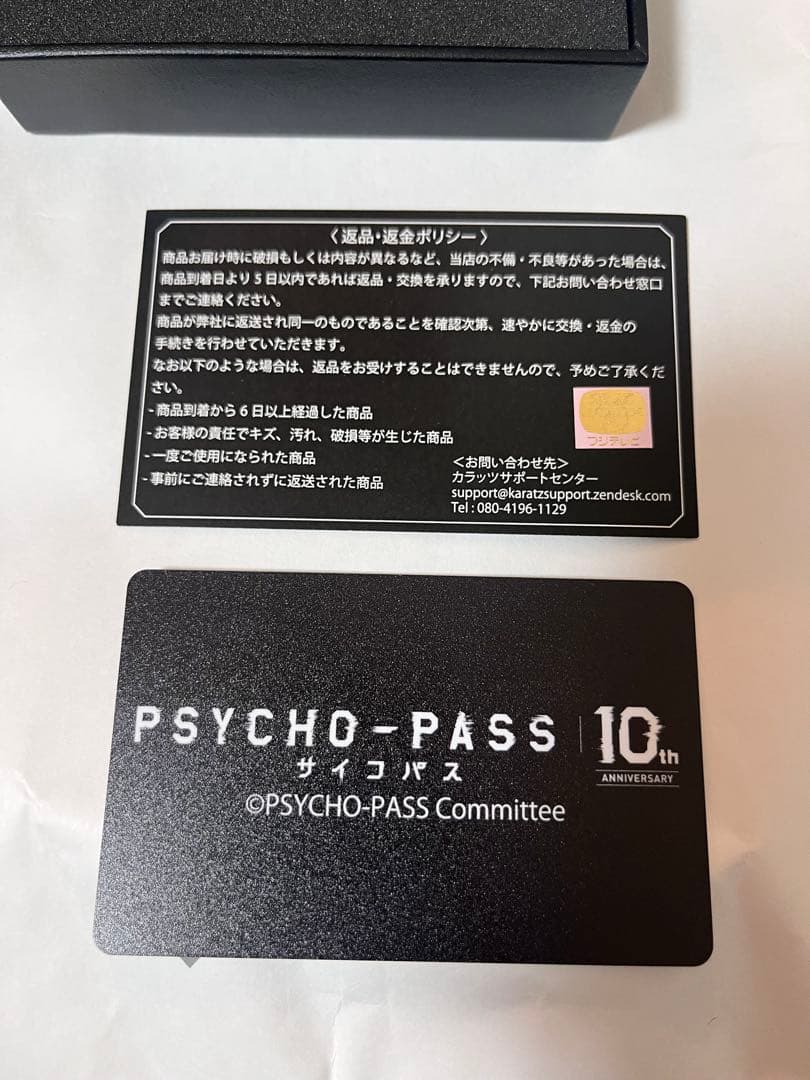 〈 返品・返金ポリシー 〉
商品お届け時に破損もしくは内容が異なるなど、当店の不備・不良等があった場合は、
商品到着日より5日以内であれば返品・交換を承りますので、下記お問い合わせ窓口
までご連絡ください。
商品が弊社に返送され同一のものであることを確認次第、速やかに交換・返金の
手続きを行わせていただきます。
なお以下のような場合は、返品をお受けすることはできませんので、予めご了承くだ
さい。
- 商品到着から6日以上経過した商品
- お客様の責任でキズ、汚れ、破損等が生じた商品
- 一度ご使用になられた商品
- 事前にご連絡されずに返送された商品
フジテレビ
＜お問い合わせ先＞
カラッツサポートセンター
support@karatzsupport.zendesk.com
Tel : 080-4196-1129
PSYCHO-PASS
サイコパス
10th
ANNIVERSARY
©PSYCHO-PASS Committee